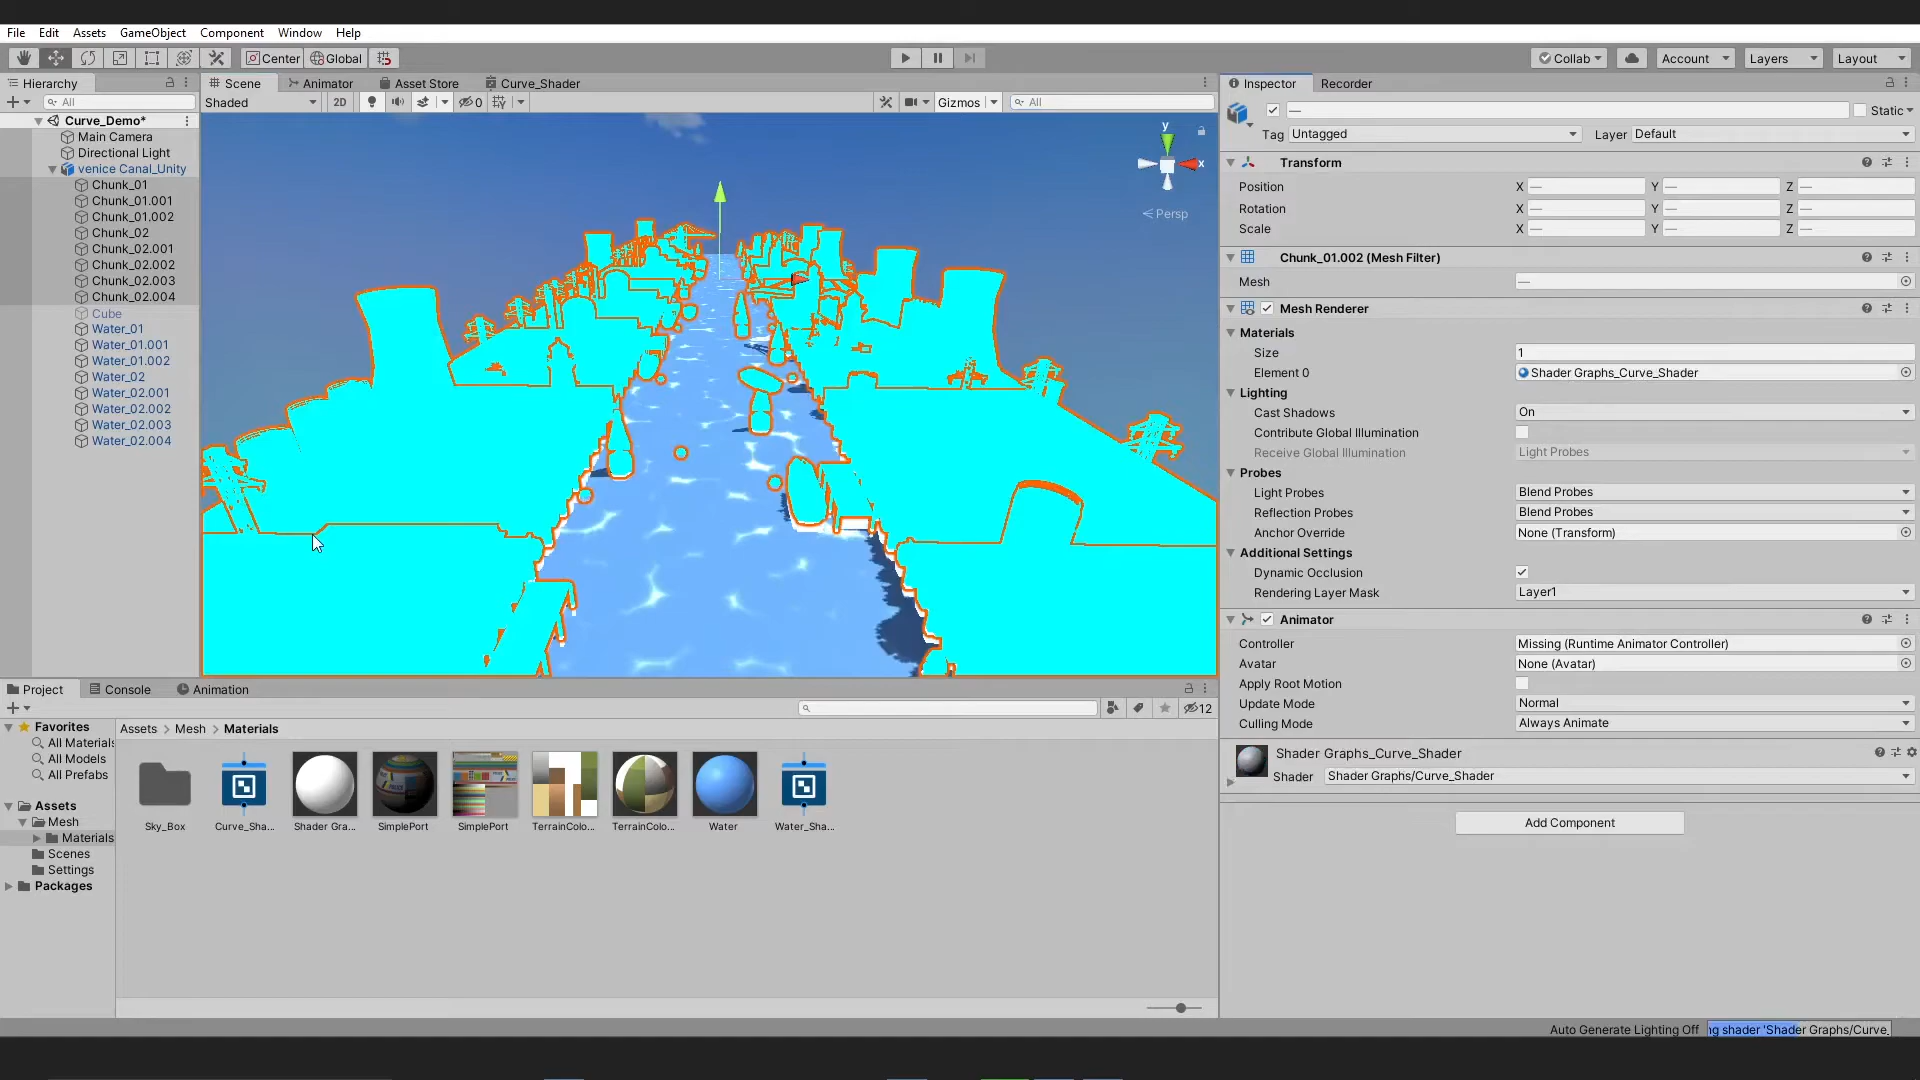 File Edit Assets GameObject Component Window Help
Center Global Collab Account Layers Layout
Hierarchy
All
Curve_Demo*
Main Camera
Directional Light
venice Canal_Unity
Chunk_01
Chunk_01.001
Chunk_01.002
Chunk_02
Chunk_02.001
Chunk_02.002
Chunk_02.003
Chunk_02.004
Cube
Water_01
Water_01.001
Water_01.002
Water_02
Water_02.001
Water_02.002
Water_02.003
Water_02.004
Scene Animator Asset Store Curve_Shader
Shaded 2D 0 Gizmos All
y
x
Persp
Inspector Recorder
— Static
Tag Untagged Layer Default
Transform
Position X — Y — Z —
Rotation X — Y — Z —
Scale X — Y — Z —
Chunk_01.002 (Mesh Filter)
Mesh —
Mesh Renderer
Materials
Size 1
Element 0 Shader Graphs_Curve_Shader
Lighting
Cast Shadows On
Contribute Global Illumination
Receive Global Illumination Light Probes
Probes
Light Probes Blend Probes
Reflection Probes Blend Probes
Anchor Override None (Transform)
Additional Settings
Dynamic Occlusion
Rendering Layer Mask Layer1
Animator
Controller Missing (Runtime Animator Controller)
Avatar None (Avatar)
Apply Root Motion
Update Mode Normal
Culling Mode Always Animate
Shader Graphs_Curve_Shader
Shader Shader Graphs/Curve_Shader
Add Component
Project Console Animation
12
Favorites
All Materials
All Models
All Prefabs
Assets
Mesh
Materials
Scenes
Settings
Packages
Assets > Mesh > Materials
Sky_Box Curve_Sha... Shader Gra... SimplePort SimplePort TerrainColo... TerrainColo... Water Water_Sha...
Auto Generate Lighting Off ng shader 'Shader Graphs/Curve_